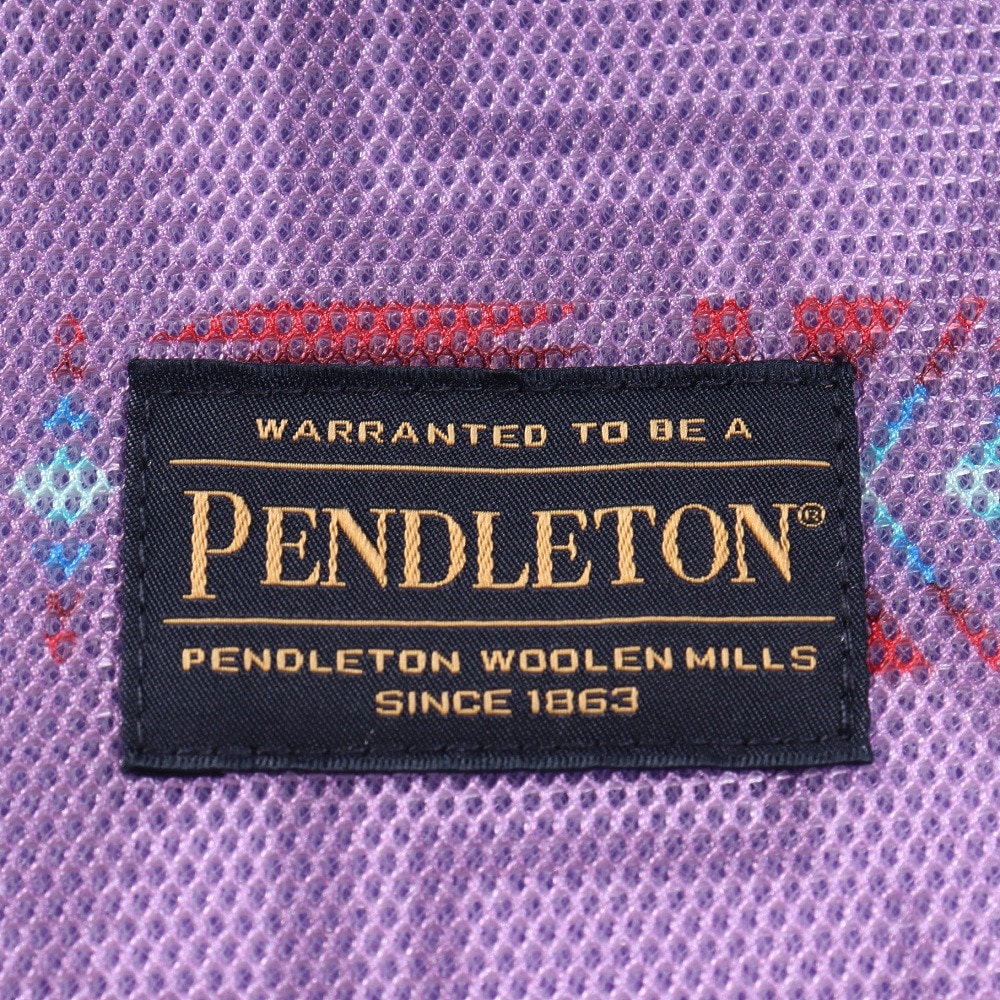 WARRANTED TO BE A
PENDLETON®
PENDLETON WOOLEN MILLS
SINCE 1863